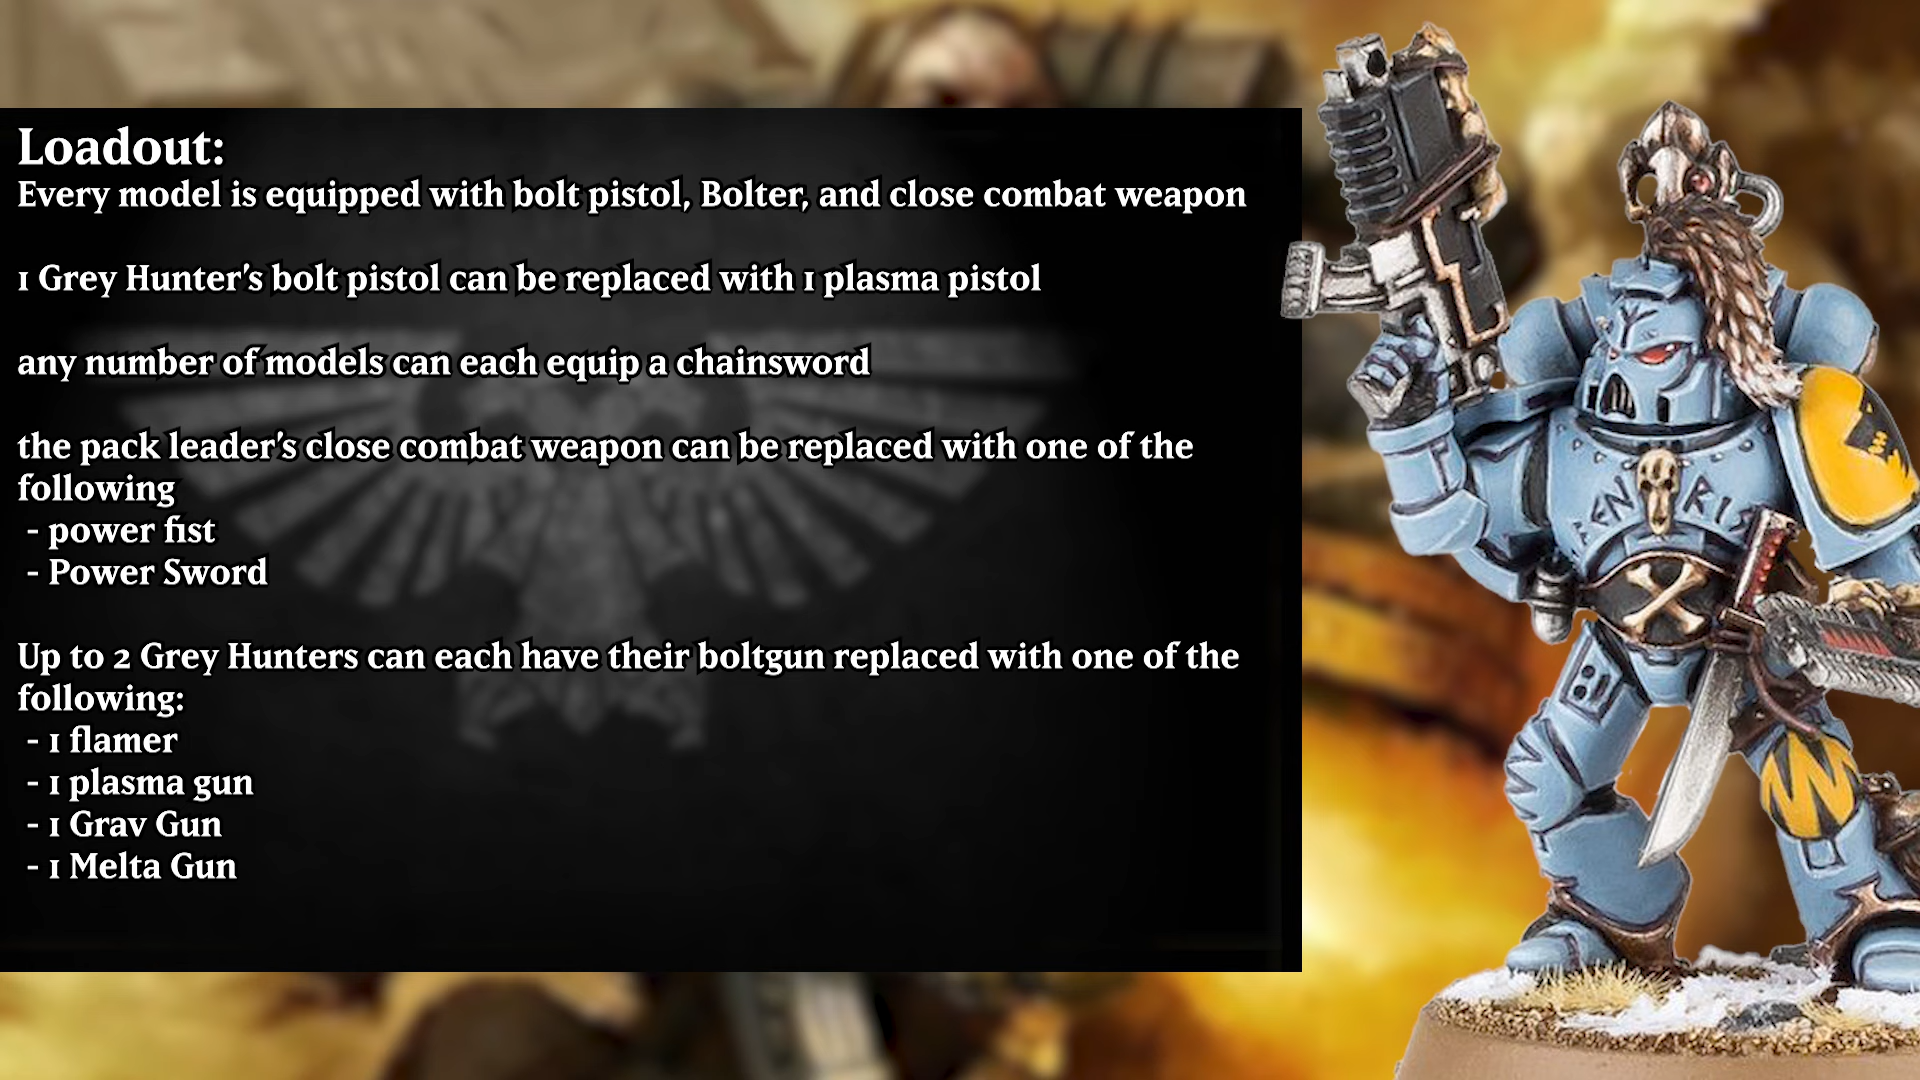 Loadout:
Every model is equipped with bolt pistol, Bolter, and close combat weapon
1 Grey Hunter's bolt pistol can be replaced with 1 plasma pistol
any number of models can each equip a chainsword
the pack leader's close combat weapon can be replaced with one of the
following
- power fist
- Power Sword
Up to 2 Grey Hunters can each have their boltgun replaced with one of the
following:
- 1 flamer
- 1 plasma gun
- 1 Grav Gun
- 1 Melta Gun
FENRIS